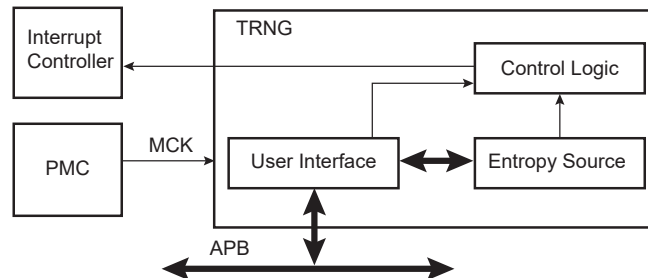 TRNG
Interrupt
Controller
Control Logic
PMC
MCK
User Interface
Entropy Source
APB